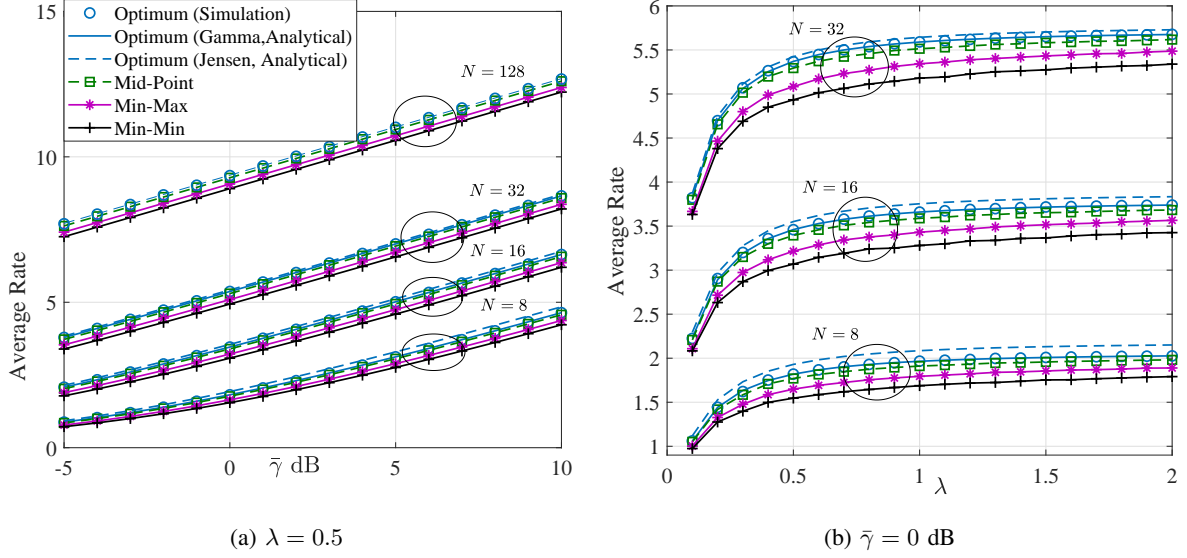 15
10
5
0
Average Rate
Optimum (Simulation)
Optimum (Gamma,Analytical)
Optimum (Jensen, Analytical)
Mid-Point
Min-Max
Min-Min
N = 128
N = 32
N = 16
N = 8
-5 0 5 10
γ̄ dB
(a) λ = 0.5
6
5.5
5
4.5
4
3.5
3
2.5
2
1.5
1
Average Rate
N = 32
N = 16
N = 8
0 0.5 1 1.5 2
λ
(b) γ̄ = 0 dB